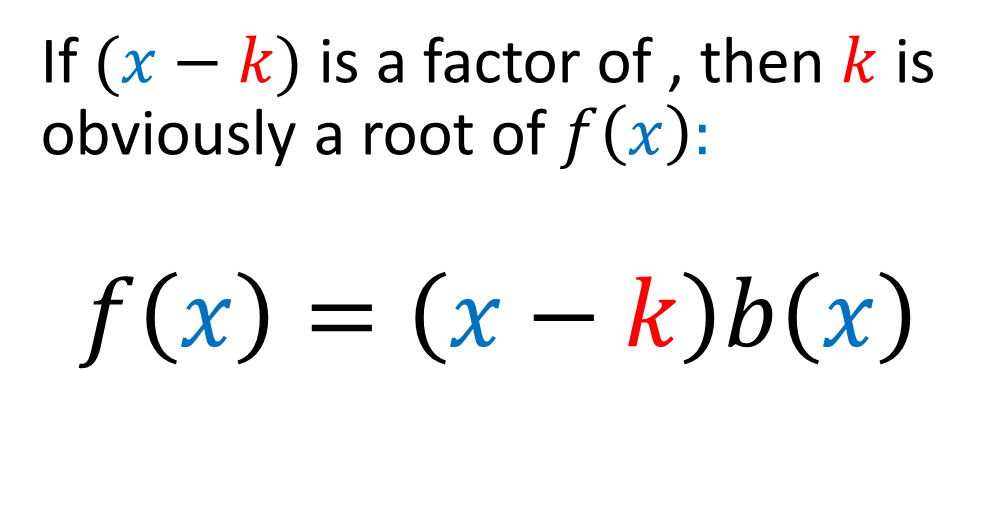 If (x − k) is a factor of , then k is
obviously a root of f(x):
f(x) = (x − k)b(x)